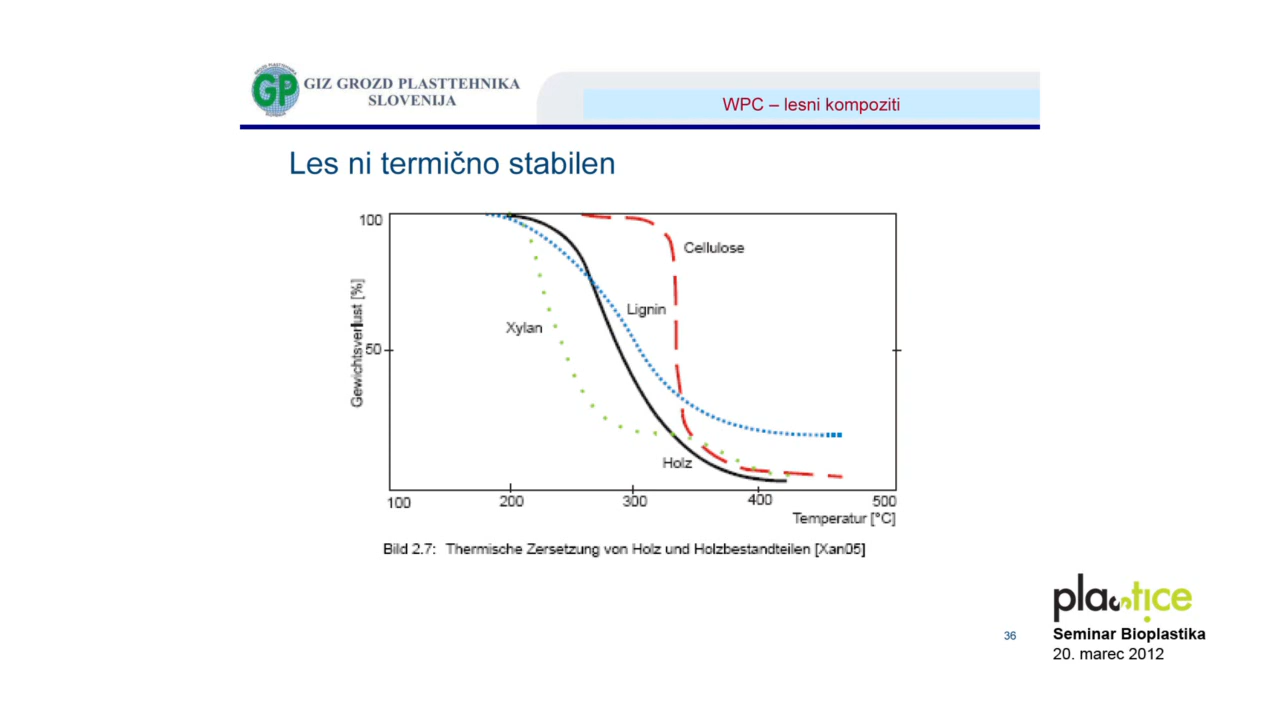 GP
GIZ GROZD PLASTTEHNIKA
SLOVENIJA
WPC – lesni kompoziti
Les ni termično stabilen
100
Cellulose
Lignin
Xylan
Gewichtsverlust [%]
50
Holz
100 200 300 400 500
Temperatur [°C]
Bild 2.7: Thermische Zersetzung von Holz und Holzbestandteilen [Xan05]
plastice
36
Seminar Bioplastika
20. marec 2012